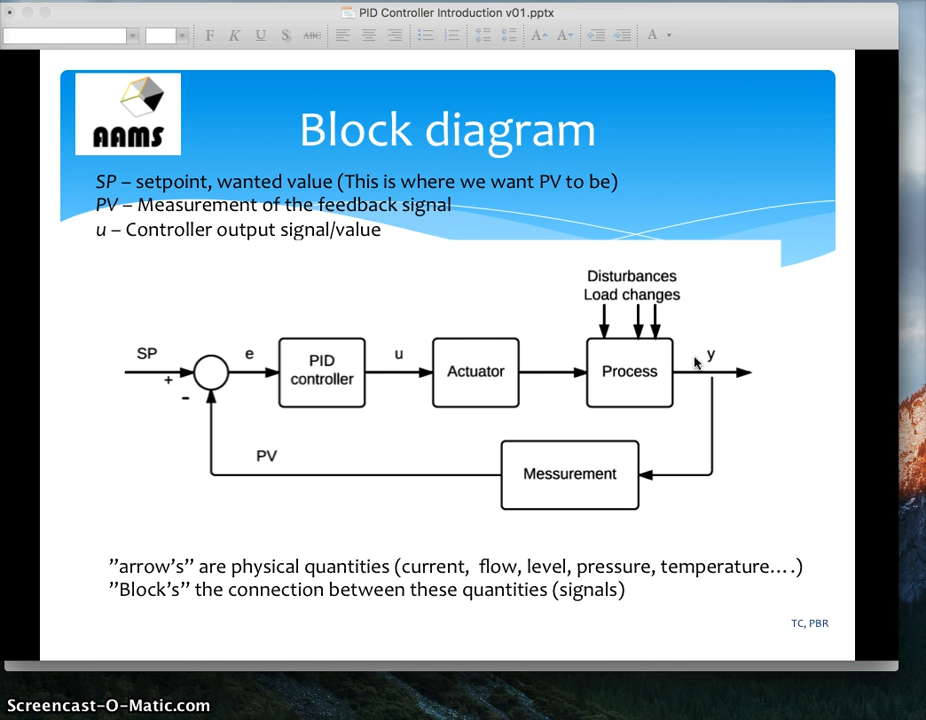 PID Controller Introduction v01.pptx
F K U S ABC A A A
AAMS
Block diagram
SP – setpoint, wanted value (This is where we want PV to be)
PV – Measurement of the feedback signal
u – Controller output signal/value
Disturbances
Load changes
SP
+
-
e
PID
controller
u
Actuator
Process
y
PV
Messurement
”arrow’s” are physical quantities (current, flow, level, pressure, temperature….)
”Block’s” the connection between these quantities (signals)
TC, PBR
Screencast-O-Matic.com